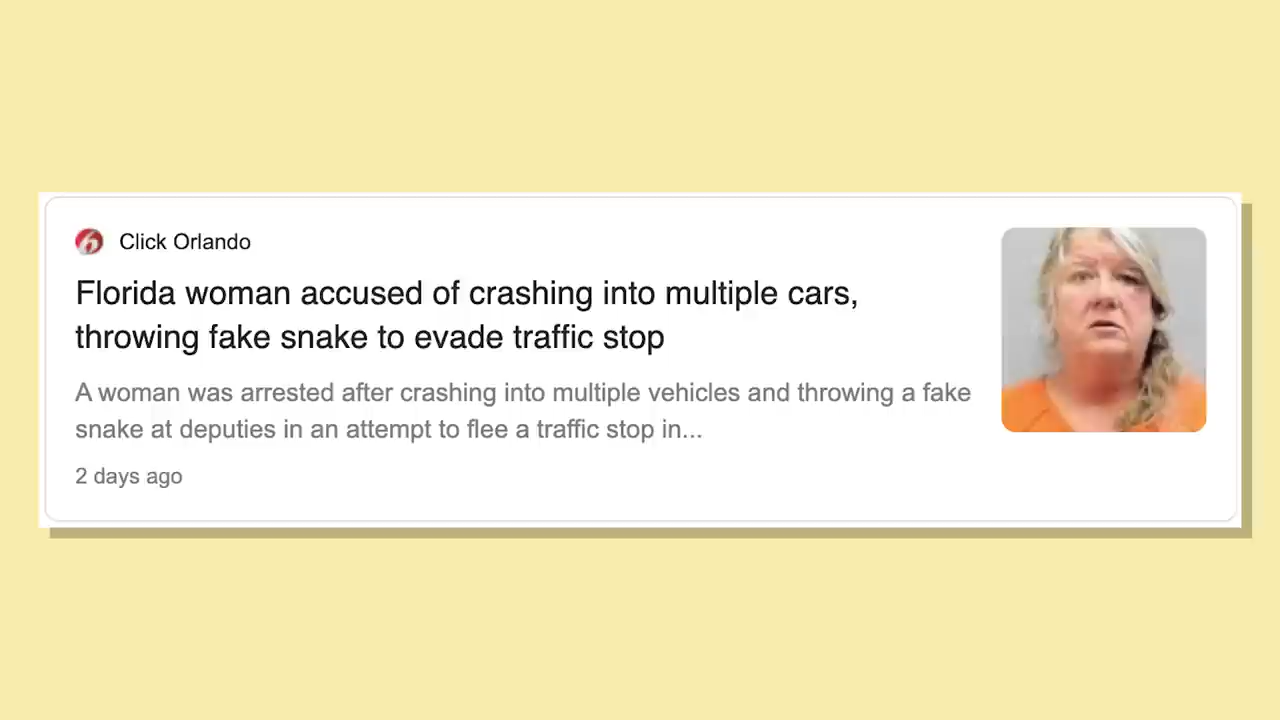 Click Orlando
Florida woman accused of crashing into multiple cars,
throwing fake snake to evade traffic stop
A woman was arrested after crashing into multiple vehicles and throwing a fake
snake at deputies in an attempt to flee a traffic stop in...
2 days ago